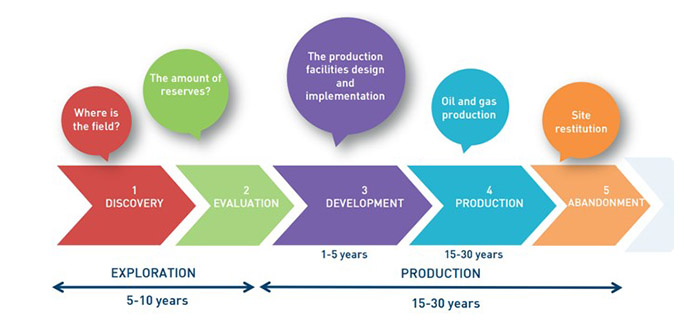 Where is
the field?
The amount of
reserves?
The production
facilities design
and
implementation
Oil and gas
production
Site
restitution
1
DISCOVERY
2
EVALUATION
3
DEVELOPMENT
4
PRODUCTION
5
ABANDONMENT
1-5 years
15-30 years
EXPLORATION
PRODUCTION
5-10 years
15-30 years